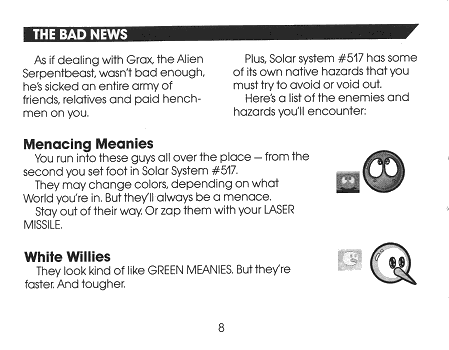 THE BAD NEWS
As if dealing with Grax, the Alien
Serpentbeast, wasn't bad enough,
he's sicked an entire army of
friends, relatives and paid hench-
men on you.
Plus, Solar system #517 has some
of its own native hazards that you
must try to avoid or void out.
Here's a list of the enemies and
hazards you'll encounter:
Menacing Meanies
You run into these guys all over the place — from the
second you set foot in Solar System #517.
They may change colors, depending on what
World you're in. But they'll always be a menace.
Stay out of their way. Or zap them with your LASER
MISSILE.
White Willies
They look kind of like GREEN MEANIES. But they're
faster. And tougher.
8